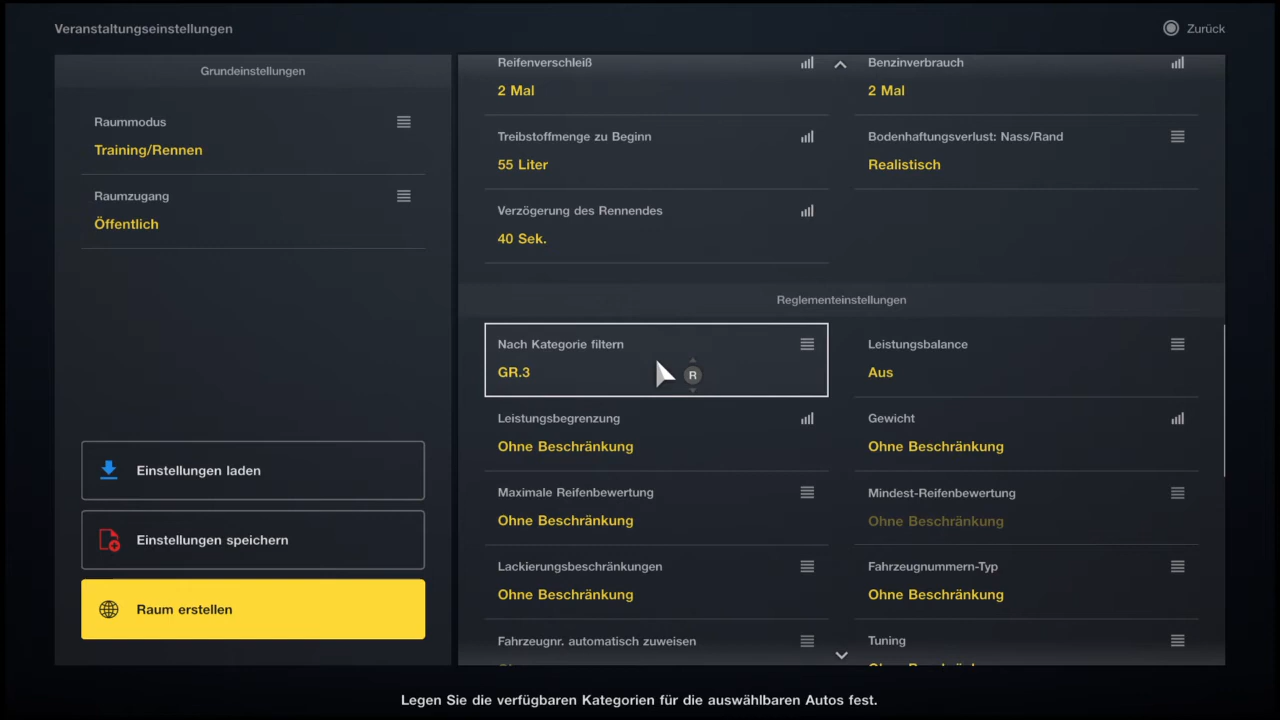 Veranstaltungseinstellungen
Zurück
Grundeinstellungen
Raummodus
Training/Rennen
Raumzugang
Öffentlich
Einstellungen laden
Einstellungen speichern
Raum erstellen
Reifenverschleiß
2 Mal
Benzinverbrauch
2 Mal
Treibstoffmenge zu Beginn
55 Liter
Bodenhaftungsverlust: Nass/Rand
Realistisch
Verzögerung des Rennendes
40 Sek.
Reglementeinstellungen
Nach Kategorie filtern
GR.3
R
Leistungsbalance
Aus
Leistungsbegrenzung
Ohne Beschränkung
Gewicht
Ohne Beschränkung
Maximale Reifenbewertung
Ohne Beschränkung
Mindest-Reifenbewertung
Ohne Beschränkung
Lackierungsbeschränkungen
Ohne Beschränkung
Fahrzeugnummern-Typ
Ohne Beschränkung
Fahrzeugnr. automatisch zuweisen
Tuning
Legen Sie die verfügbaren Kategorien für die auswählbaren Autos fest.